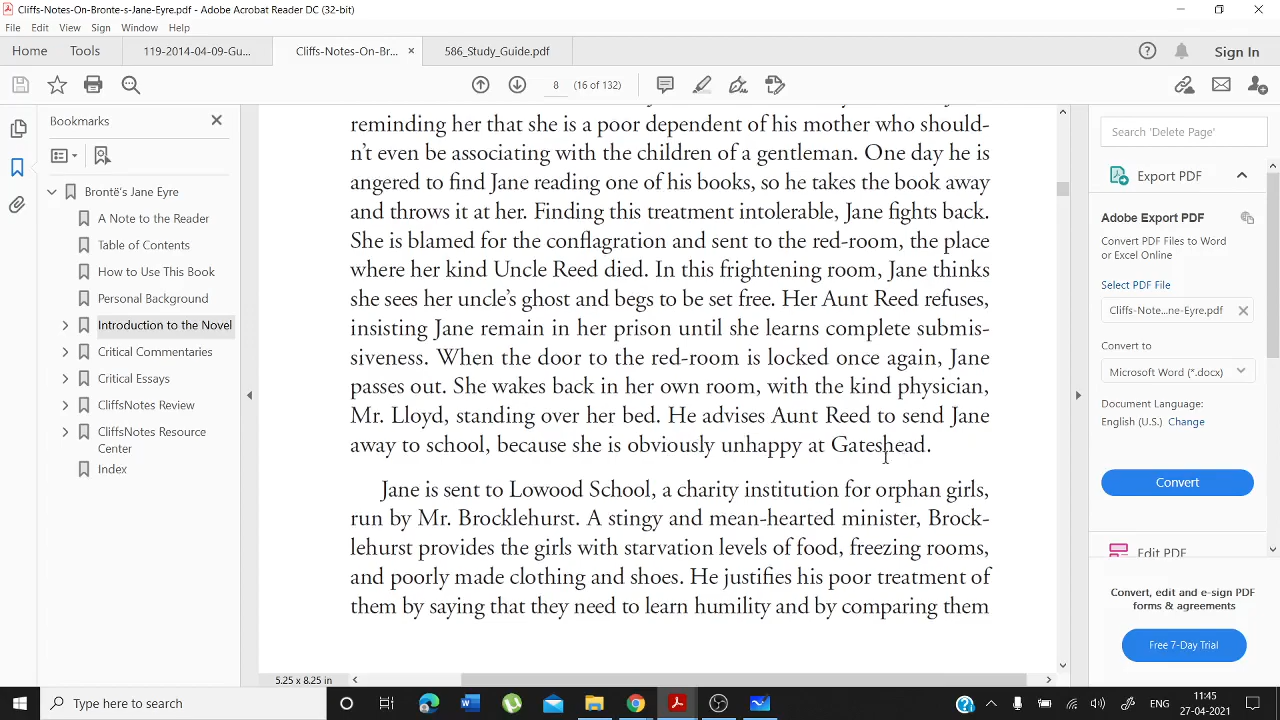 Cliffs-Notes-On-Bronte-s-Jane-Eyre.pdf - Adobe Acrobat Reader DC (32-bit)
File Edit View Sign Window Help
Home Tools 119-2014-04-09-Gu... Cliffs-Notes-On-Br... × 586_Study_Guide.pdf Sign In
8 (16 of 132)
Bookmarks
Brontë's Jane Eyre
A Note to the Reader
Table of Contents
How to Use This Book
Personal Background
Introduction to the Novel
Critical Commentaries
Critical Essays
CliffsNotes Review
CliffsNotes Resource
Center
Index
reminding her that she is a poor dependent of his mother who should-
n't even be associating with the children of a gentleman. One day he is
angered to find Jane reading one of his books, so he takes the book away
and throws it at her. Finding this treatment intolerable, Jane fights back.
She is blamed for the conflagration and sent to the red-room, the place
where her kind Uncle Reed died. In this frightening room, Jane thinks
she sees her uncle's ghost and begs to be set free. Her Aunt Reed refuses,
insisting Jane remain in her prison until she learns complete submis-
siveness. When the door to the red-room is locked once again, Jane
passes out. She wakes back in her own room, with the kind physician,
Mr. Lloyd, standing over her bed. He advises Aunt Reed to send Jane
away to school, because she is obviously unhappy at Gateshead.
Jane is sent to Lowood School, a charity institution for orphan girls,
run by Mr. Brocklehurst. A stingy and mean-hearted minister, Brock-
lehurst provides the girls with starvation levels of food, freezing rooms,
and poorly made clothing and shoes. He justifies his poor treatment of
them by saying that they need to learn humility and by comparing them
5.25 x 8.25 in
Search 'Delete Page'
Export PDF
Adobe Export PDF
Convert PDF Files to Word
or Excel Online
Select PDF File
Cliffs-Note...ne-Eyre.pdf
Convert to
Microsoft Word (*.docx)
Document Language:
English (U.S.) Change
Convert
Edit PDF
Convert, edit and e-sign PDF
forms & agreements
Free 7-Day Trial
Type here to search
ENG
11:45
27-04-2021